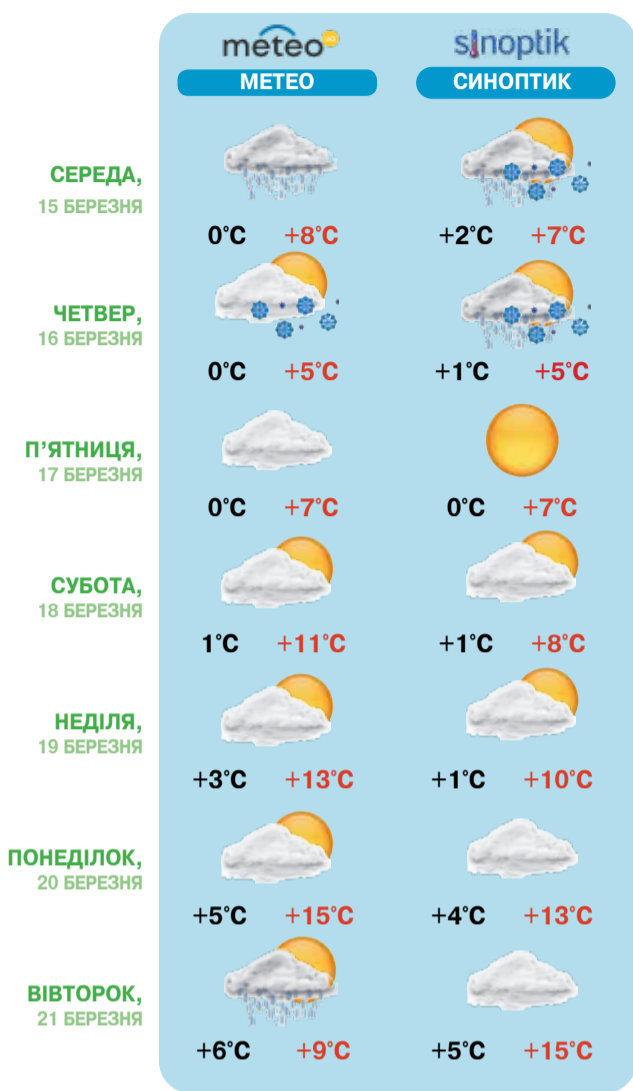 meteo ua sinoptik
МЕТЕО СИНОПТИК
СЕРЕДА,
15 БЕРЕЗНЯ
0°C +8°C +2°C +7°C
ЧЕТВЕР,
16 БЕРЕЗНЯ
0°C +5°C +1°C +5°C
П’ЯТНИЦЯ,
17 БЕРЕЗНЯ
0°C +7°C 0°C +7°C
СУБОТА,
18 БЕРЕЗНЯ
1°C +11°C +1°C +8°C
НЕДІЛЯ,
19 БЕРЕЗНЯ
+3°C +13°C +1°C +10°C
ПОНЕДІЛОК,
20 БЕРЕЗНЯ
+5°C +15°C +4°C +13°C
ВІВТОРОК,
21 БЕРЕЗНЯ
+6°C +9°C +5°C +15°C